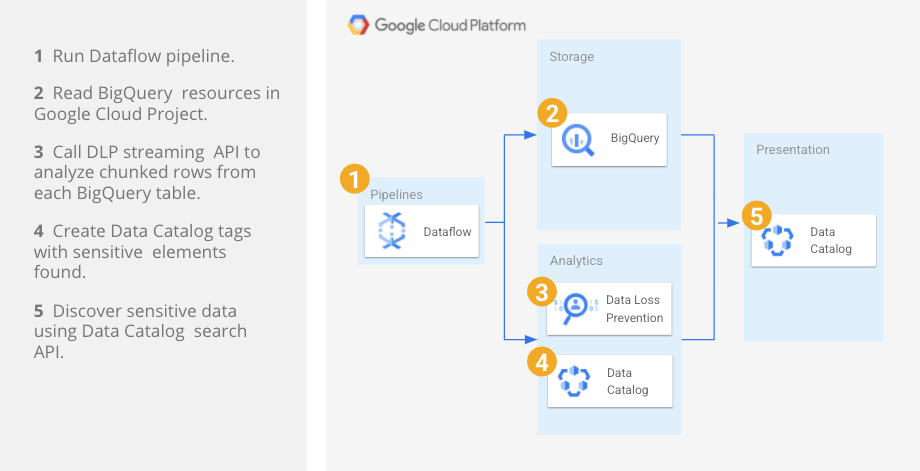 1 Run Dataflow pipeline.
2 Read BigQuery resources in
Google Cloud Project.
3 Call DLP streaming API to
analyze chunked rows from
each BigQuery table.
4 Create Data Catalog tags
with sensitive elements
found.
5 Discover sensitive data
using Data Catalog search
API.
Google Cloud Platform
Storage
2
BigQuery
1
Pipelines
Dataflow
Analytics
3
Data Loss
Prevention
4
Data
Catalog
Presentation
5
Data
Catalog